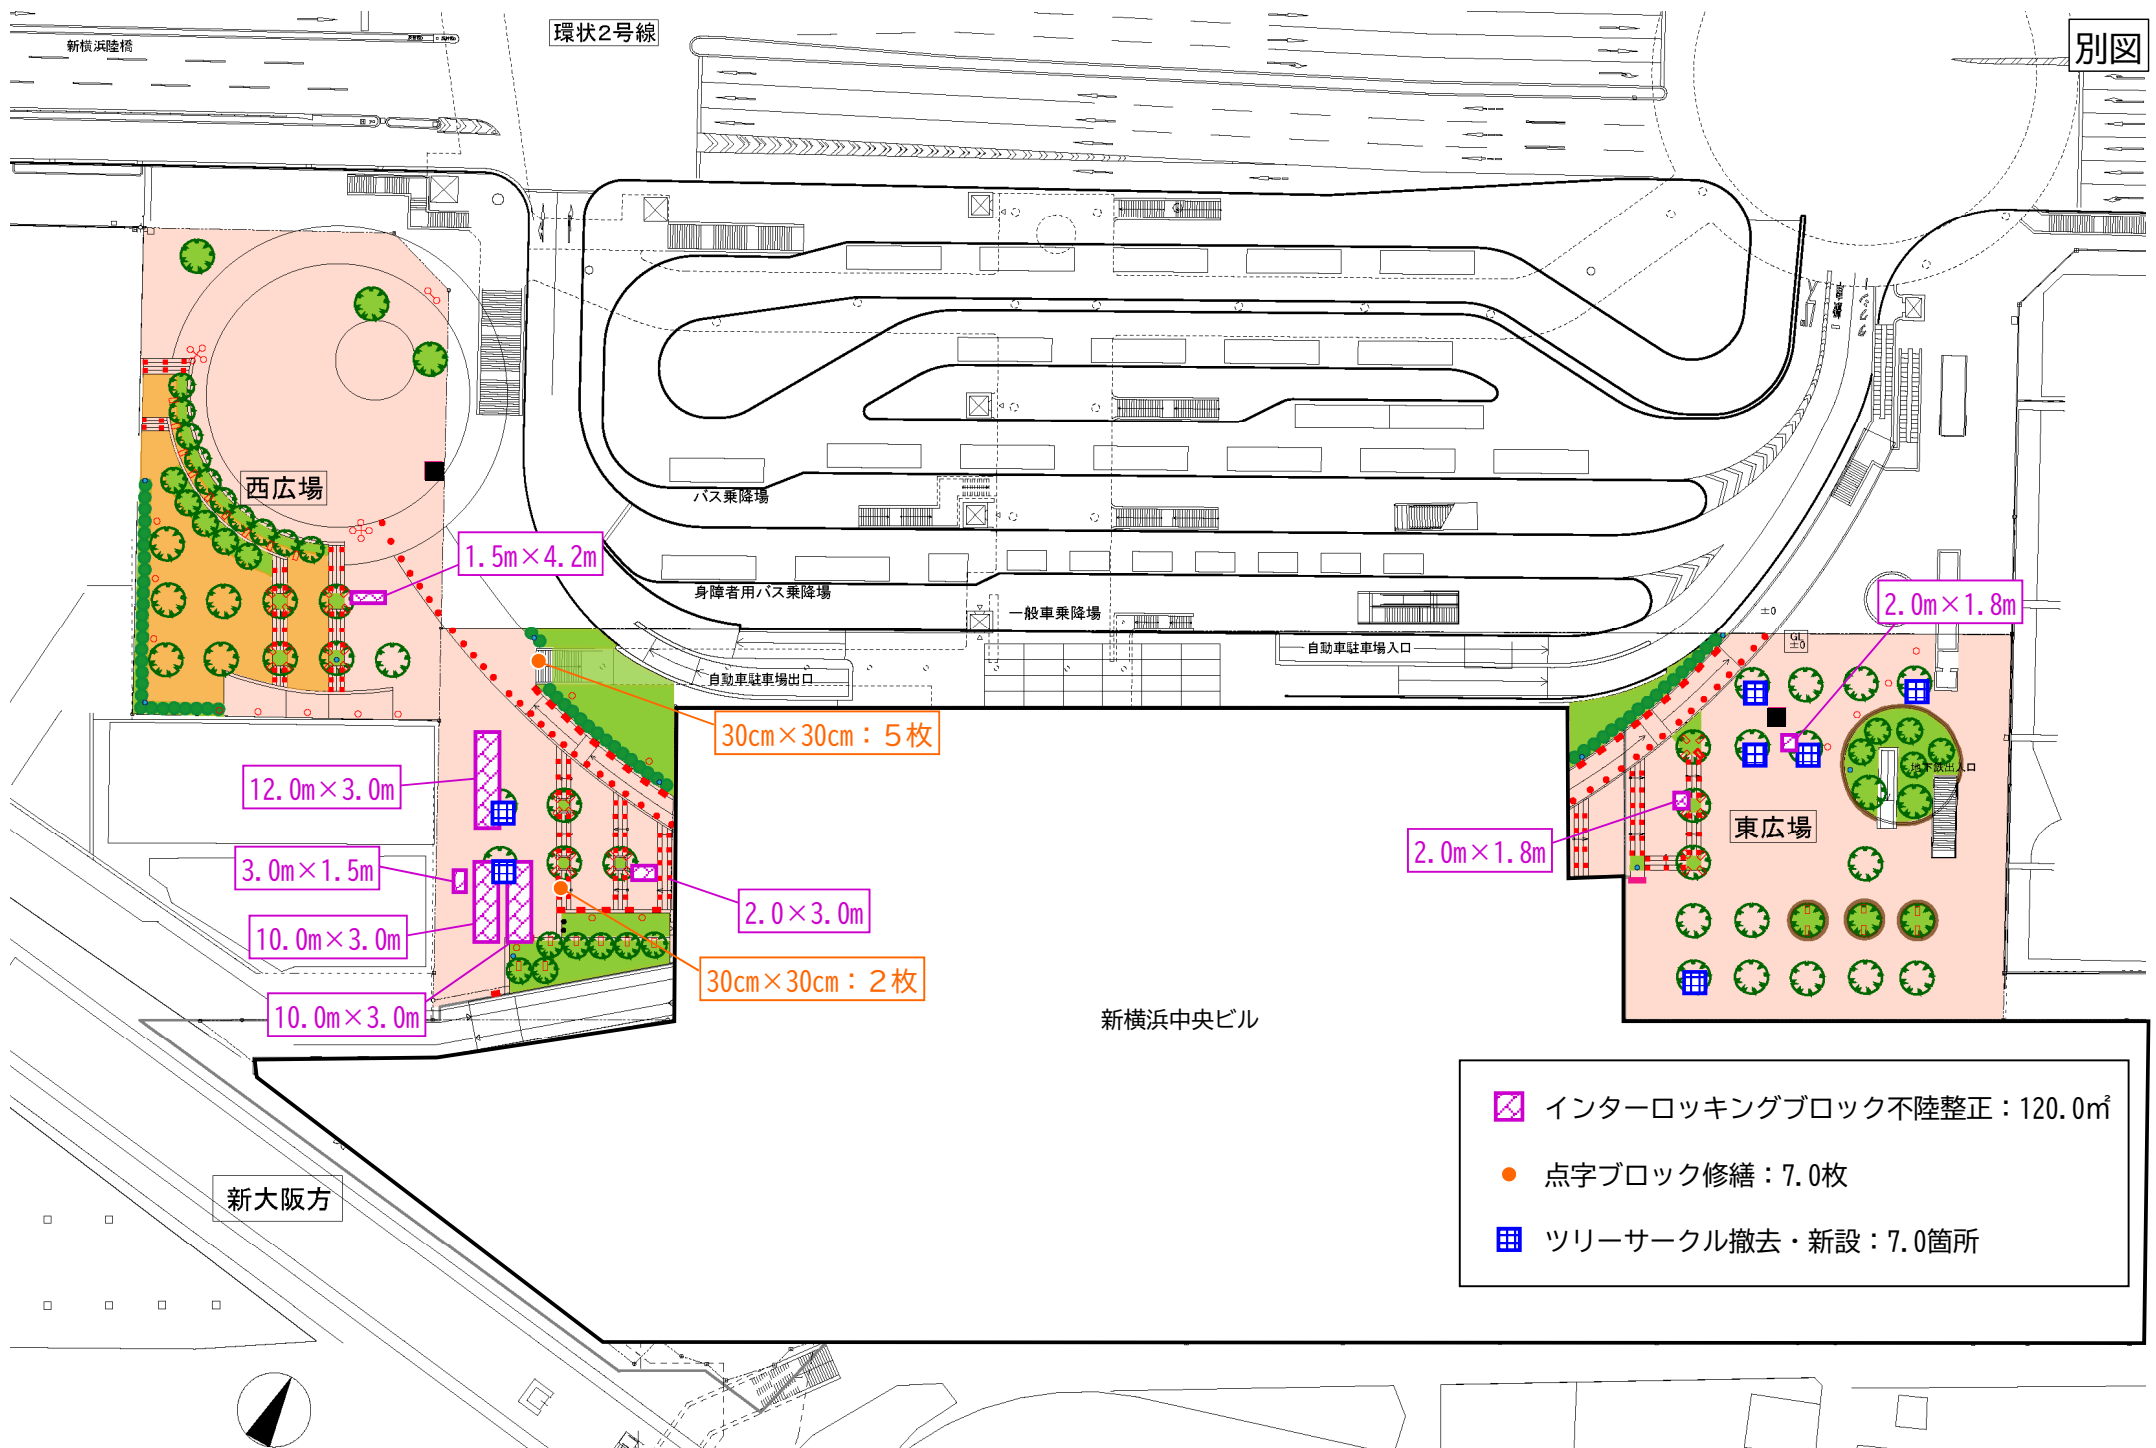 環状2号線
別図
新横浜陸橋
西広場
バス乗降場
1.5m×4.2m
身障者用バス乗降場
一般車乗降場
自動車駐車場入口
自動車駐車場出口
±0
GL
±0
2.0m×1.8m
30cm×30cm：5枚
12.0m×3.0m
地下鉄出入口
東広場
2.0m×1.8m
3.0m×1.5m
2.0×3.0m
10.0m×3.0m
30cm×30cm：2枚
10.0m×3.0m
新横浜中央ビル
インターロッキングブロック不陸整正：120.0㎡
点字ブロック修繕：7.0枚
ツリーサークル撤去・新設：7.0箇所
新大阪方